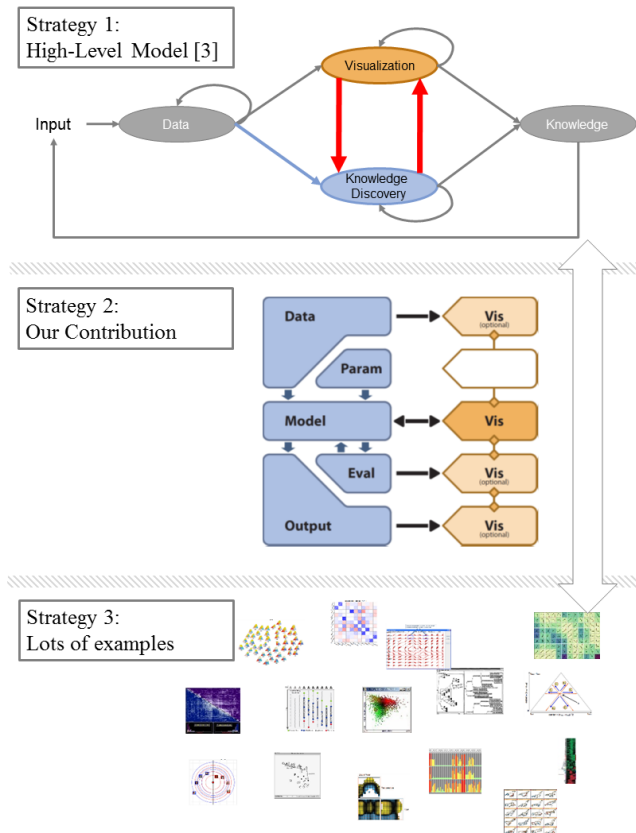 Strategy 1:
High-Level Model [3]
Visualization
Input
Data
Knowledge
Knowledge
Discovery
Strategy 2:
Our Contribution
Data
Vis
(optional)
Param
Model
Vis
Eval
Vis
(optional)
Output
Vis
(optional)
Strategy 3:
Lots of examples